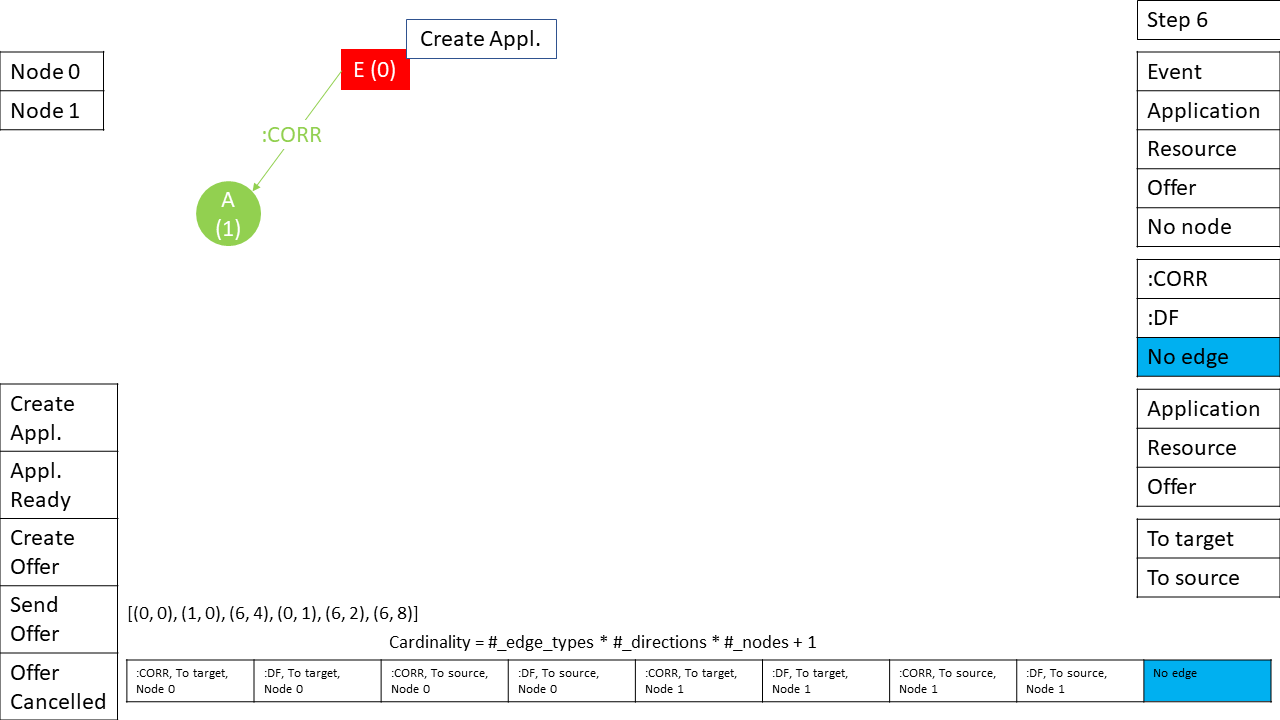 Step 6
Create Appl.
E (0)
Node 0
Node 1
:CORR
A
(1)
Event
Application
Resource
Offer
No node
:CORR
:DF
No edge
Application
Resource
Offer
To target
To source
Create
Appl.
Appl.
Ready
Create
Offer
Send
Offer
Offer
Cancelled
[(0, 0), (1, 0), (6, 4), (0, 1), (6, 2), (6, 8)]
Cardinality = #_edge_types * #_directions * #_nodes + 1
:CORR, To target,
Node 0
:DF, To target,
Node 0
:CORR, To source,
Node 0
:DF, To source,
Node 0
:CORR, To target,
Node 1
:DF, To target,
Node 1
:CORR, To source,
Node 1
:DF, To source,
Node 1
No edge